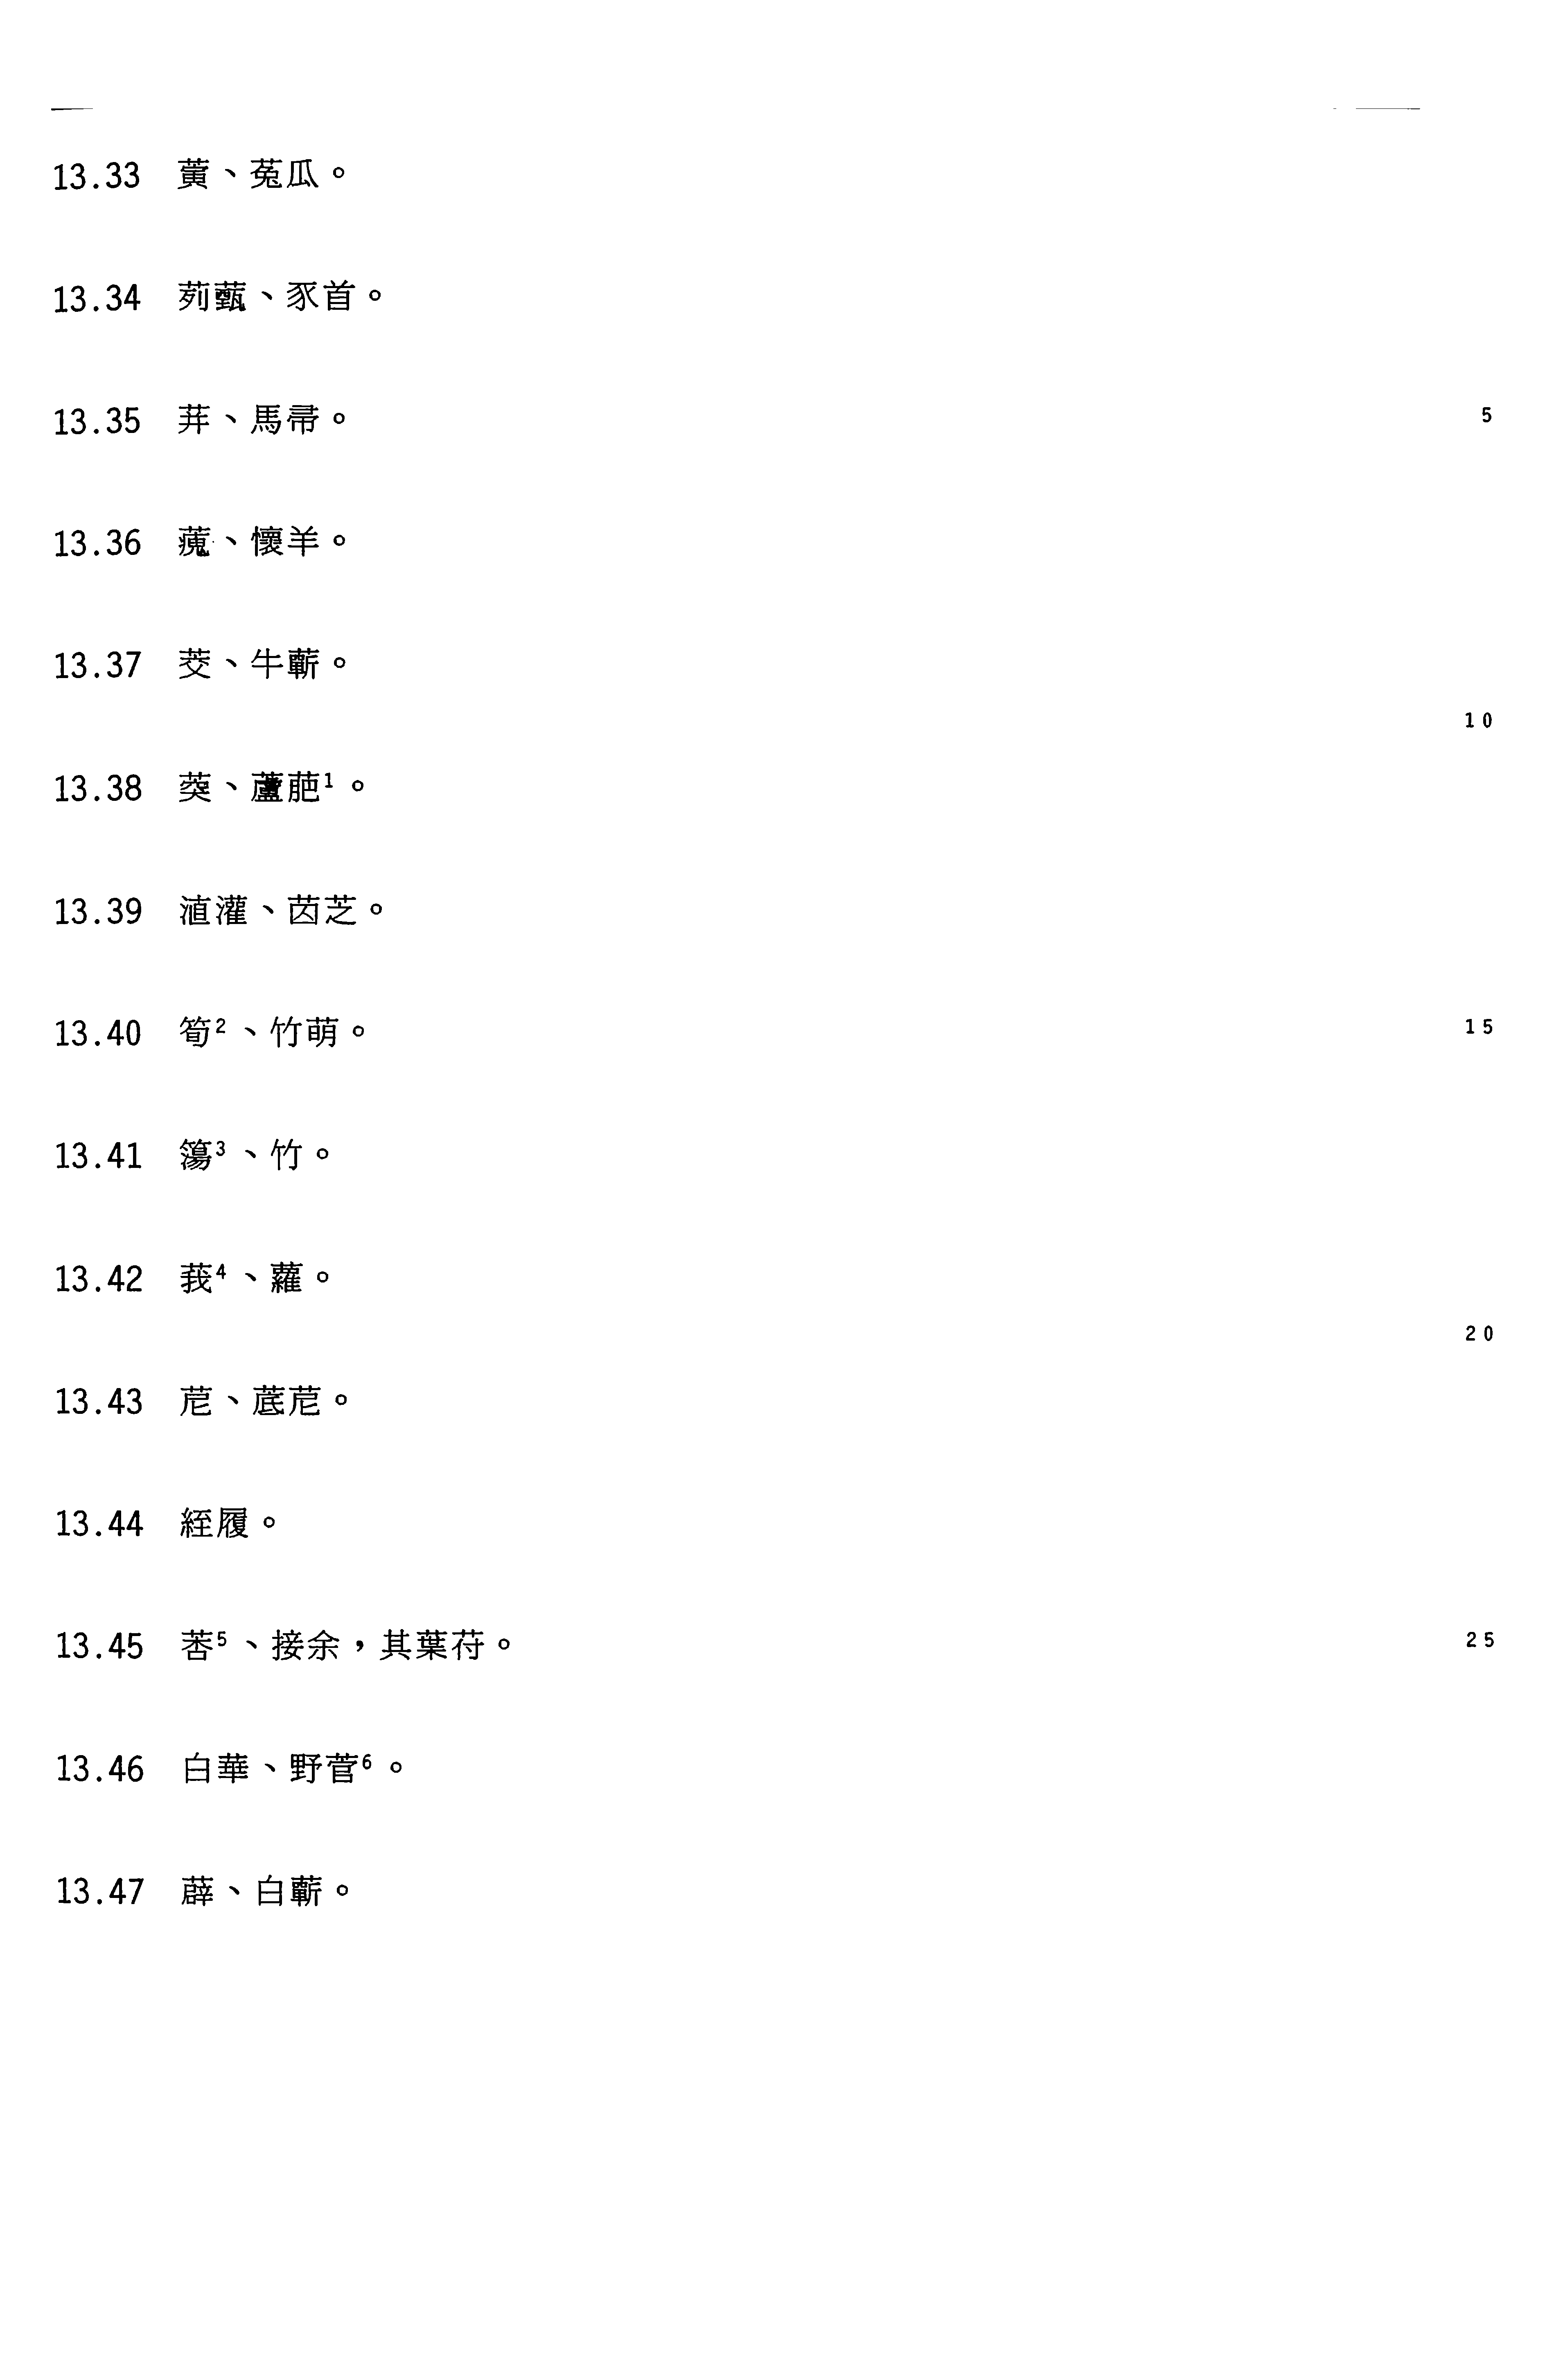 13.33 蔩、菟瓜。
13.34 茢薽、豕首。
13.35 荓、馬帚。 5
13.36 藱、懷羊。
13.37 茭、牛蘄。
10
13.38 葖、蘆萉¹。
13.39 淔灌、茵芝。
13.40 筍²、竹萌。 15
13.41 簜³、竹。
13.42 莪⁴、蘿。
20
13.43 苨、菧苨。
13.44 絰履。
13.45 莕⁵、接余，其葉苻。 25
13.46 白華、野菅⁶。
13.47 薜、白蘄。